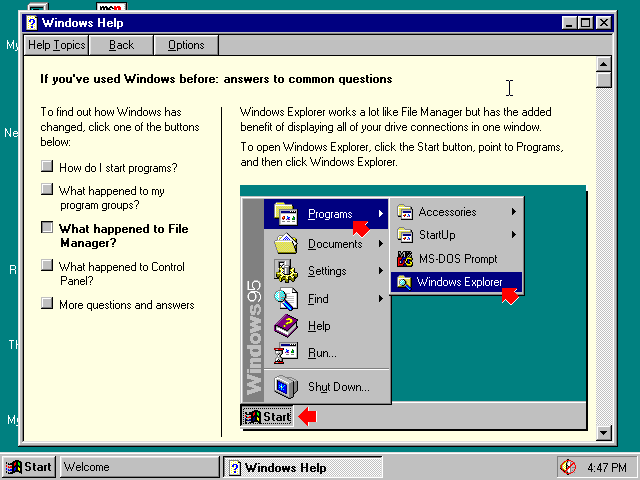 msn
Windows Help
Help Topics
Back
Options
My
Ne
R
Th
My
If you've used Windows before: answers to common questions
To find out how Windows has
changed, click one of the buttons
below:
How do I start programs?
What happened to my
program groups?
What happened to File
Manager?
What happened to Control
Panel?
More questions and answers
Windows Explorer works a lot like File Manager but has the added
benefit of displaying all of your drive connections in one window.
To open Windows Explorer, click the Start button, point to Programs,
and then click Windows Explorer.
Windows95
Programs
Documents
Settings
Find
Help
Run...
Shut Down...
Accessories
StartUp
MS-DOS Prompt
Windows Explorer
Start
Start
Welcome
Windows Help
4:47 PM